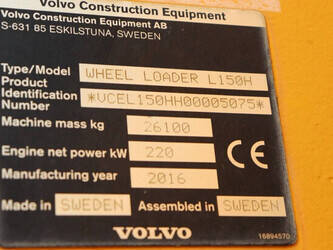 Volvo Construction Equipment
Volvo Construction Equipment AB
S-631 85 ESKILSTUNA, SWEDEN
Type/Model WHEEL LOADER L150H
Product
Identification *VCEL150HH00005075*
Number
Machine mass kg 26100
Engine net power kW 220
Manufacturing year 2016
CE
Made in SWEDEN Assembled in SWEDEN
VOLVO
16894570